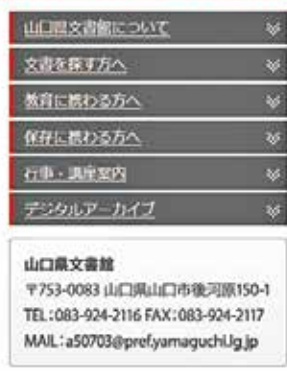 山口県文書館について
文書を探す方へ
教育に携わる方へ
保存に携わる方へ
行事・講座案内
デジタルアーカイブ
山口県文書館
〒753-0083 山口県山口市後河原150-1
TEL:083-924-2116 FAX:083-924-2117
MAIL:a50703@pref.yamaguchi.lg.jp